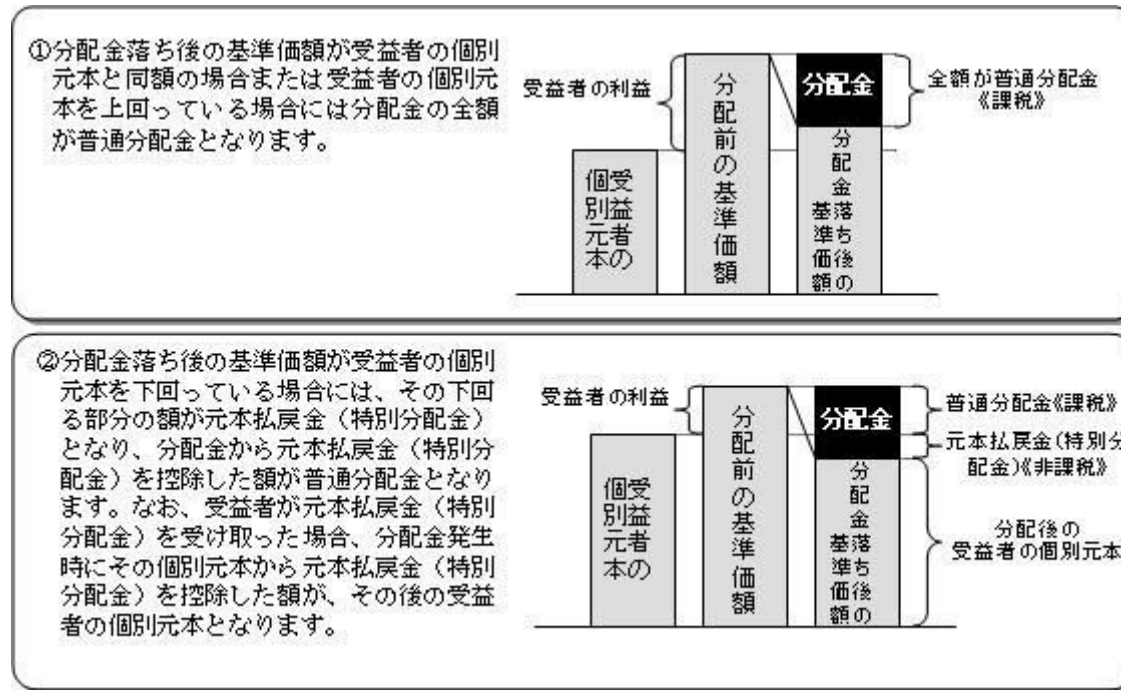 ①分配金落ち後の基準価額が受益者の個別
元本と同額の場合または受益者の個別元
本を上回っている場合には分配金の全額
が普通分配金となります。
受益者の利益
受益者の
個別元本
分配前の基準価額
分配金
分配金落ち後の
基準価額
全額が普通分配金
《課税》
②分配金落ち後の基準価額が受益者の個別
元本を下回っている場合には、その下回
る部分の額が元本払戻金（特別分配金）
となり、分配金から元本払戻金（特別分
配金）を控除した額が普通分配金となり
ます。なお、受益者が元本払戻金（特別
分配金）を受け取った場合、分配金発生
時にその個別元本から元本払戻金（特別
分配金）を控除した額が、その後の受益
者の個別元本となります。
受益者の利益
受益者の
個別元本
分配前の基準価額
分配金
分配金落ち後の
基準価額
普通分配金《課税》
元本払戻金(特別分
配金)《非課税》
分配後の
受益者の個別元本